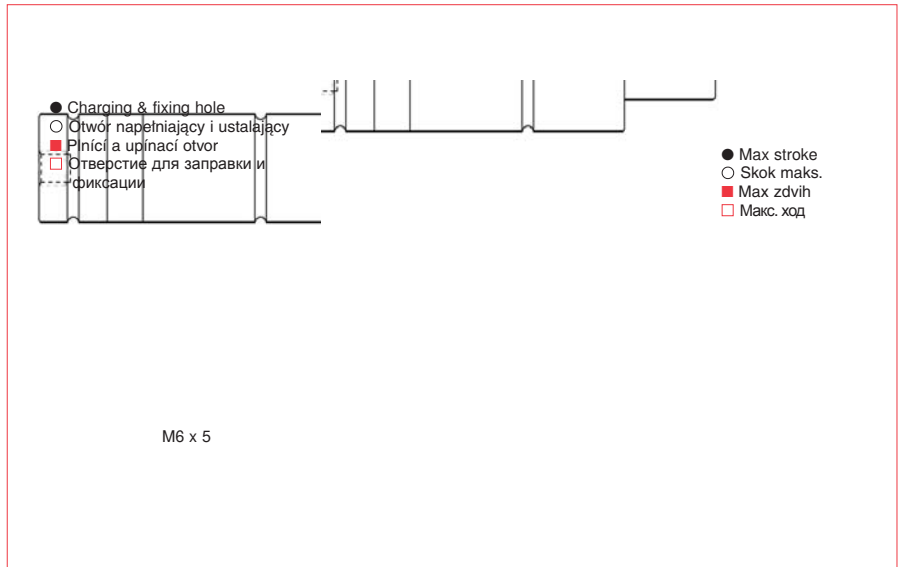 ● Charging & fixing hole
○ Otwór napełniający i ustalający
■ Plnící a upínací otvor
□ Отверстие для заправки и
фиксации
● Max stroke
○ Skok maks.
■ Max zdvih
□ Макс. ход
M6 x 5